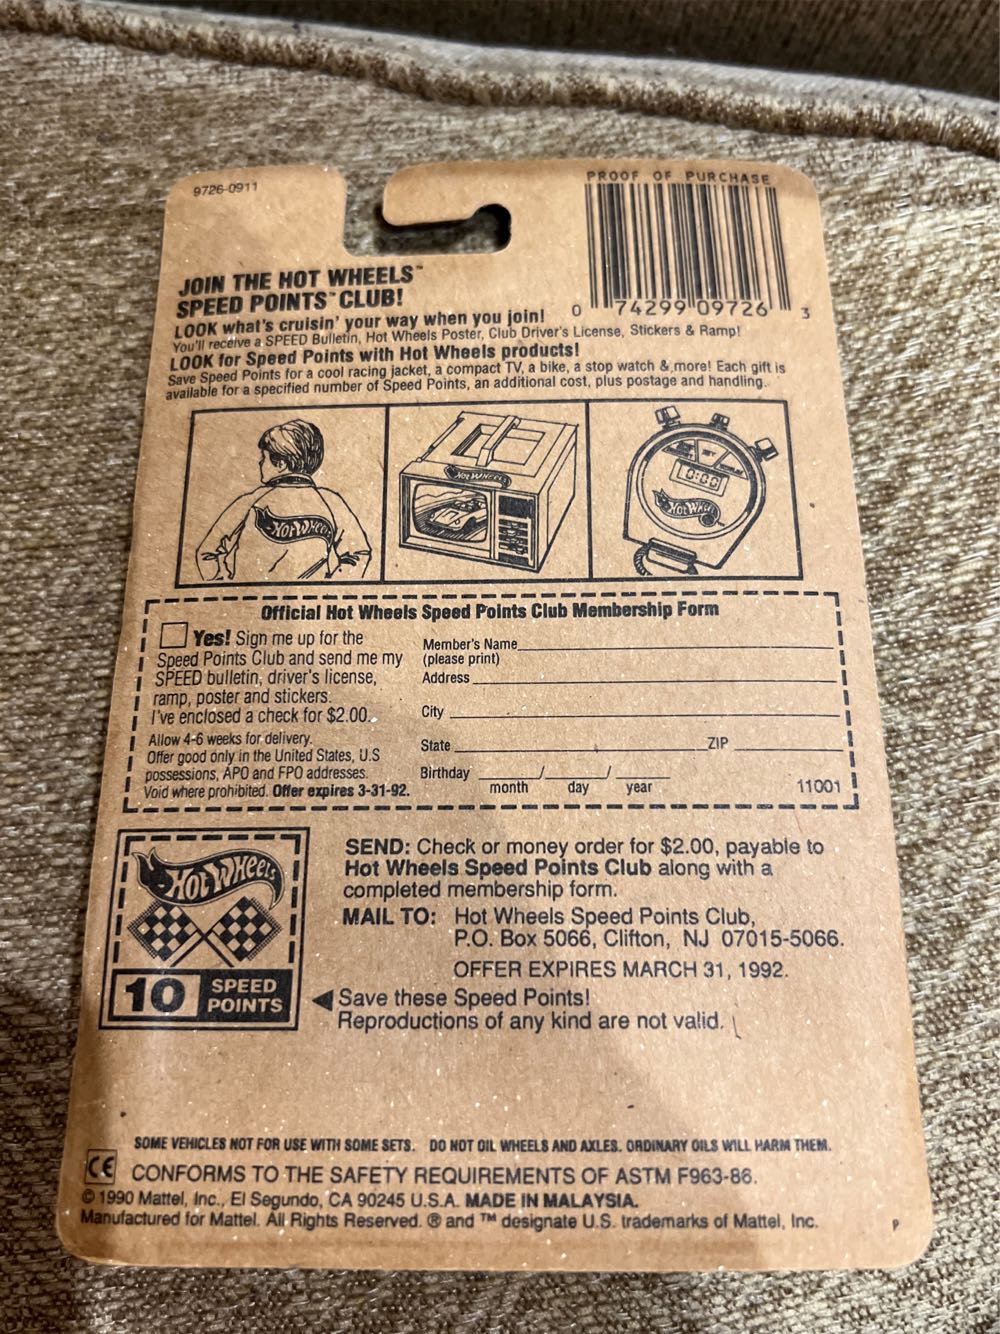 9726-0911
PROOF OF PURCHASE
0 74299 09726 3
JOIN THE HOT WHEELS™
SPEED POINTS™ CLUB!
LOOK what's cruisin' your way when you join!
You'll receive a SPEED Bulletin, Hot Wheels Poster, Club Driver's License, Stickers & Ramp!
LOOK for Speed Points with Hot Wheels products!
Save Speed Points for a cool racing jacket, a compact TV, a bike, a stop watch & more! Each gift is
available for a specified number of Speed Points, an additional cost, plus postage and handling.
HOT WHEELS
HOT WHEELS
0:00
HOT WHEELS
Official Hot Wheels Speed Points Club Membership Form
Yes! Sign me up for the
Speed Points Club and send me my
SPEED bulletin, driver's license,
ramp, poster and stickers.
I've enclosed a check for $2.00.
Allow 4-6 weeks for delivery.
Offer good only in the United States, U.S
possessions, APO and FPO addresses.
Void where prohibited. Offer expires 3-31-92.
Member's Name
(please print)
Address
City
State ZIP
Birthday / /
month day year
11001
HOT WHEELS
10 SPEED
POINTS
SEND: Check or money order for $2.00, payable to
Hot Wheels Speed Points Club along with a
completed membership form.
MAIL TO: Hot Wheels Speed Points Club,
P.O. Box 5066, Clifton, NJ 07015-5066.
OFFER EXPIRES MARCH 31, 1992.
Save these Speed Points!
Reproductions of any kind are not valid.
SOME VEHICLES NOT FOR USE WITH SOME SETS. DO NOT OIL WHEELS AND AXLES. ORDINARY OILS WILL HARM THEM.
CE CONFORMS TO THE SAFETY REQUIREMENTS OF ASTM F963-86.
© 1990 Mattel, Inc., El Segundo, CA 90245 U.S.A. MADE IN MALAYSIA.
Manufactured for Mattel. All Rights Reserved. ® and ™ designate U.S. trademarks of Mattel, Inc.
P